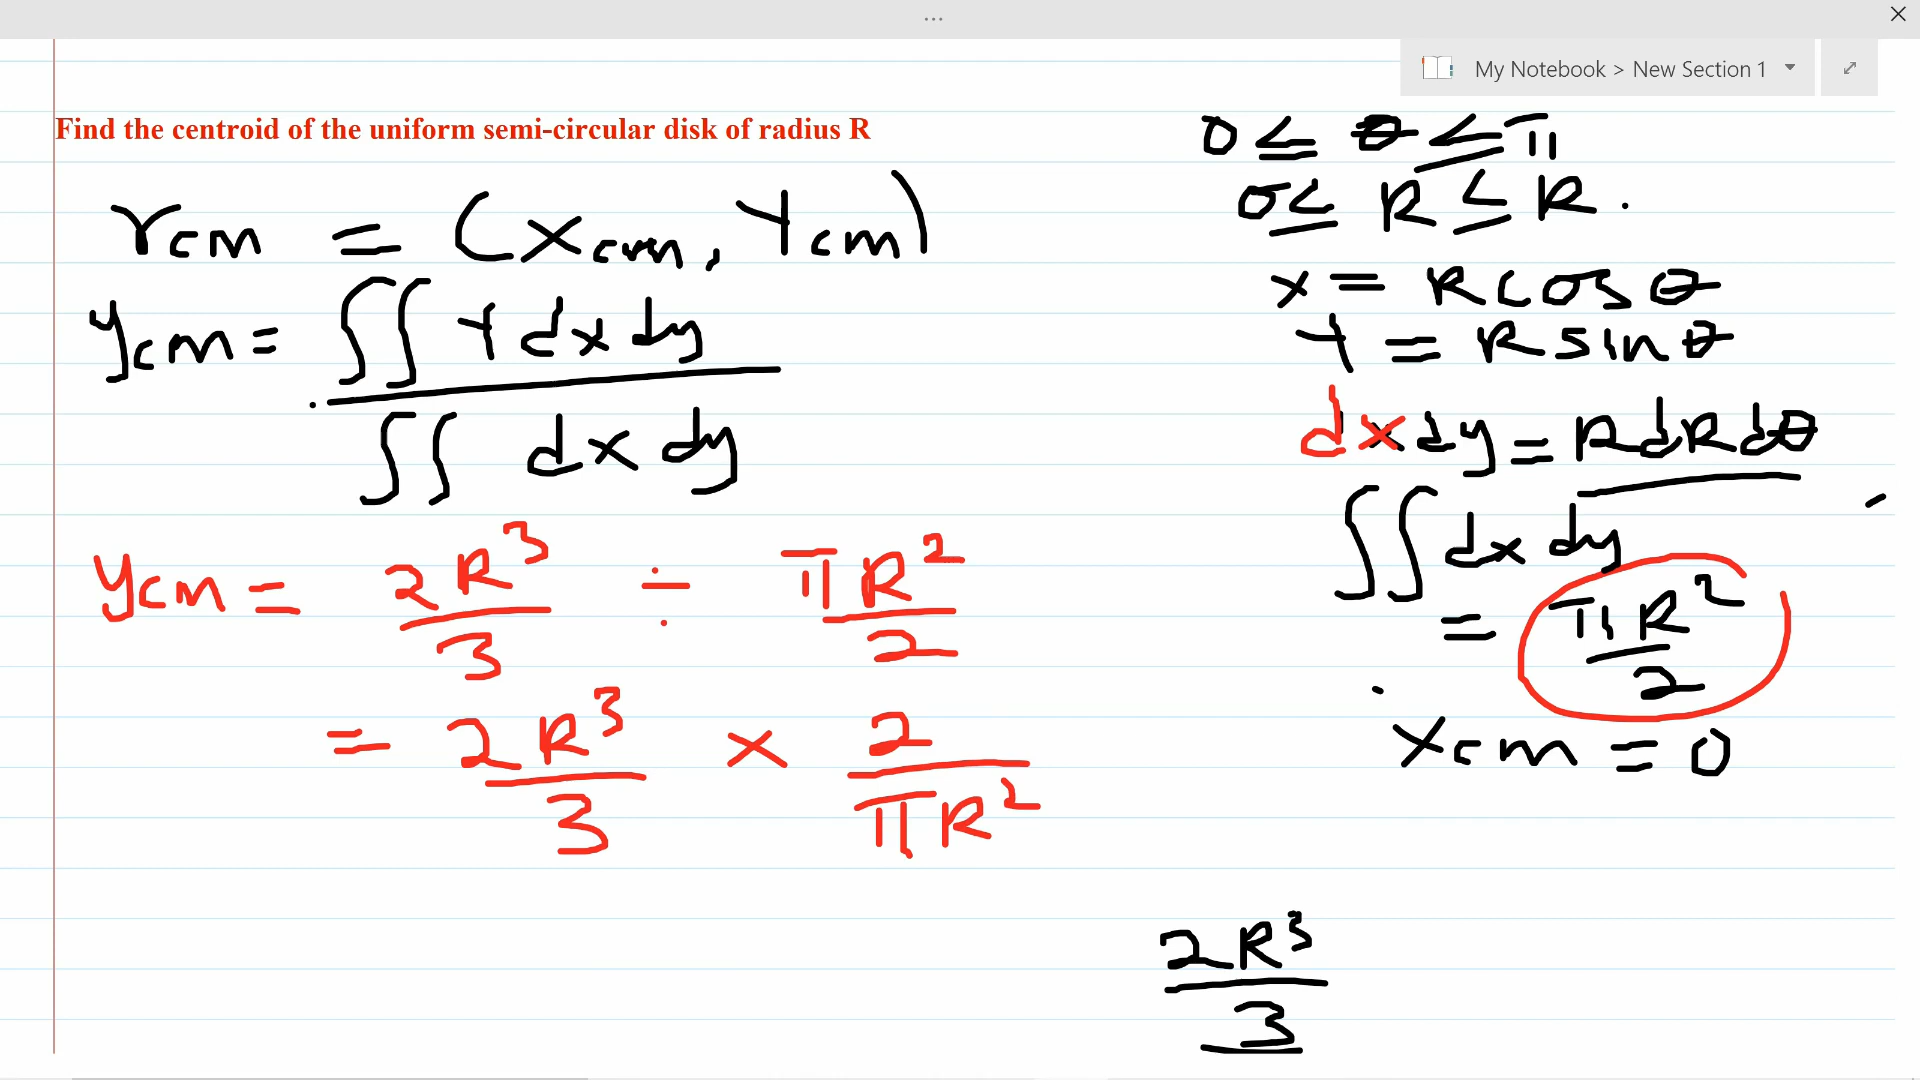 ...
My Notebook > New Section 1
Find the centroid of the uniform semi-circular disk of radius R
rcm = (Xcm, Ycm)
ycm = ∫∫ Y dx dy
∫∫ dx dy
ycm = 2R³/3 ÷ πR²/2
= 2R³/3 × 2/πR²
0 ≤ θ ≤ π
0 ≤ R ≤ R.
x = R cos θ
Y = R sin θ
dx dy = R dR dθ
∫∫ dx dy
= πR²/2
Xcm = 0
2R³/3